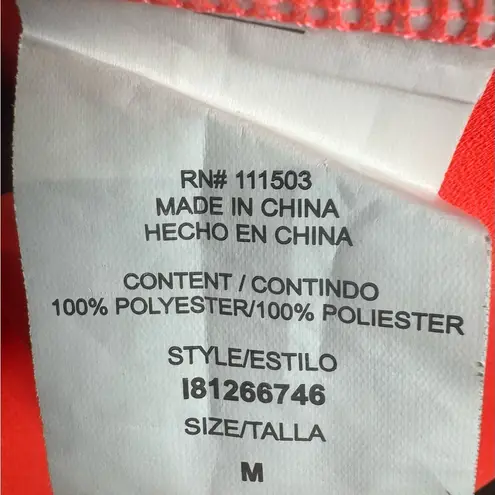 RN# 111503
MADE IN CHINA
HECHO EN CHINA
CONTENT / CONTINDO
100% POLYESTER/100% POLIESTER
STYLE/ESTILO
I81266746
SIZE/TALLA
M